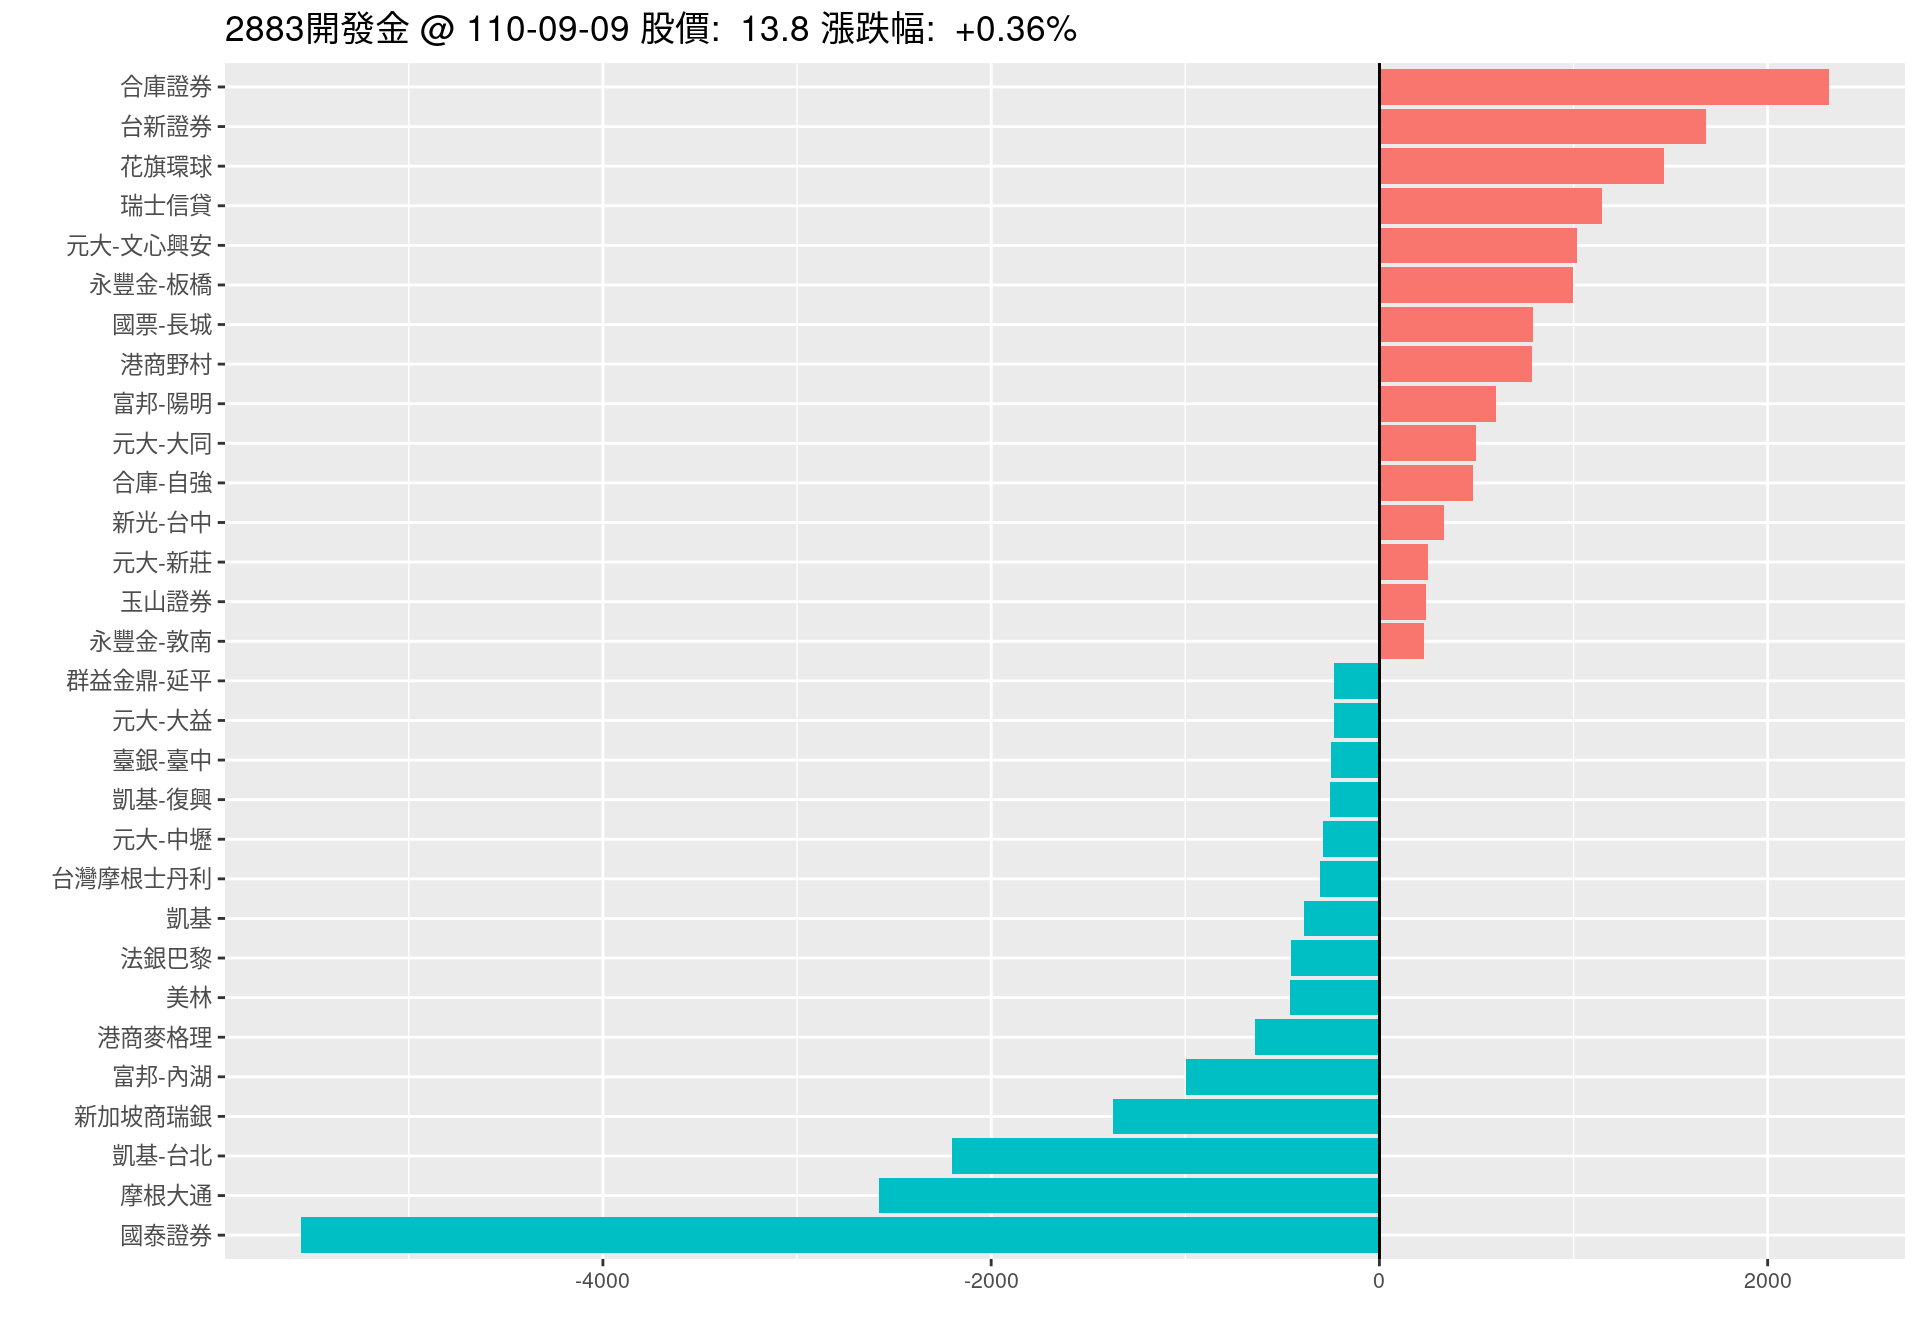 2883開發金 @ 110-09-09 股價:  13.8 漲跌幅:  +0.36%
合庫證券
台新證券
花旗環球
瑞士信貸
元大-文心興安
永豐金-板橋
國票-長城
港商野村
富邦-陽明
元大-大同
合庫-自強
新光-台中
元大-新莊
玉山證券
永豐金-敦南
群益金鼎-延平
元大-大益
臺銀-臺中
凱基-復興
元大-中壢
台灣摩根士丹利
凱基
法銀巴黎
美林
港商麥格理
富邦-內湖
新加坡商瑞銀
凱基-台北
摩根大通
國泰證券
-4000 -2000 0 2000